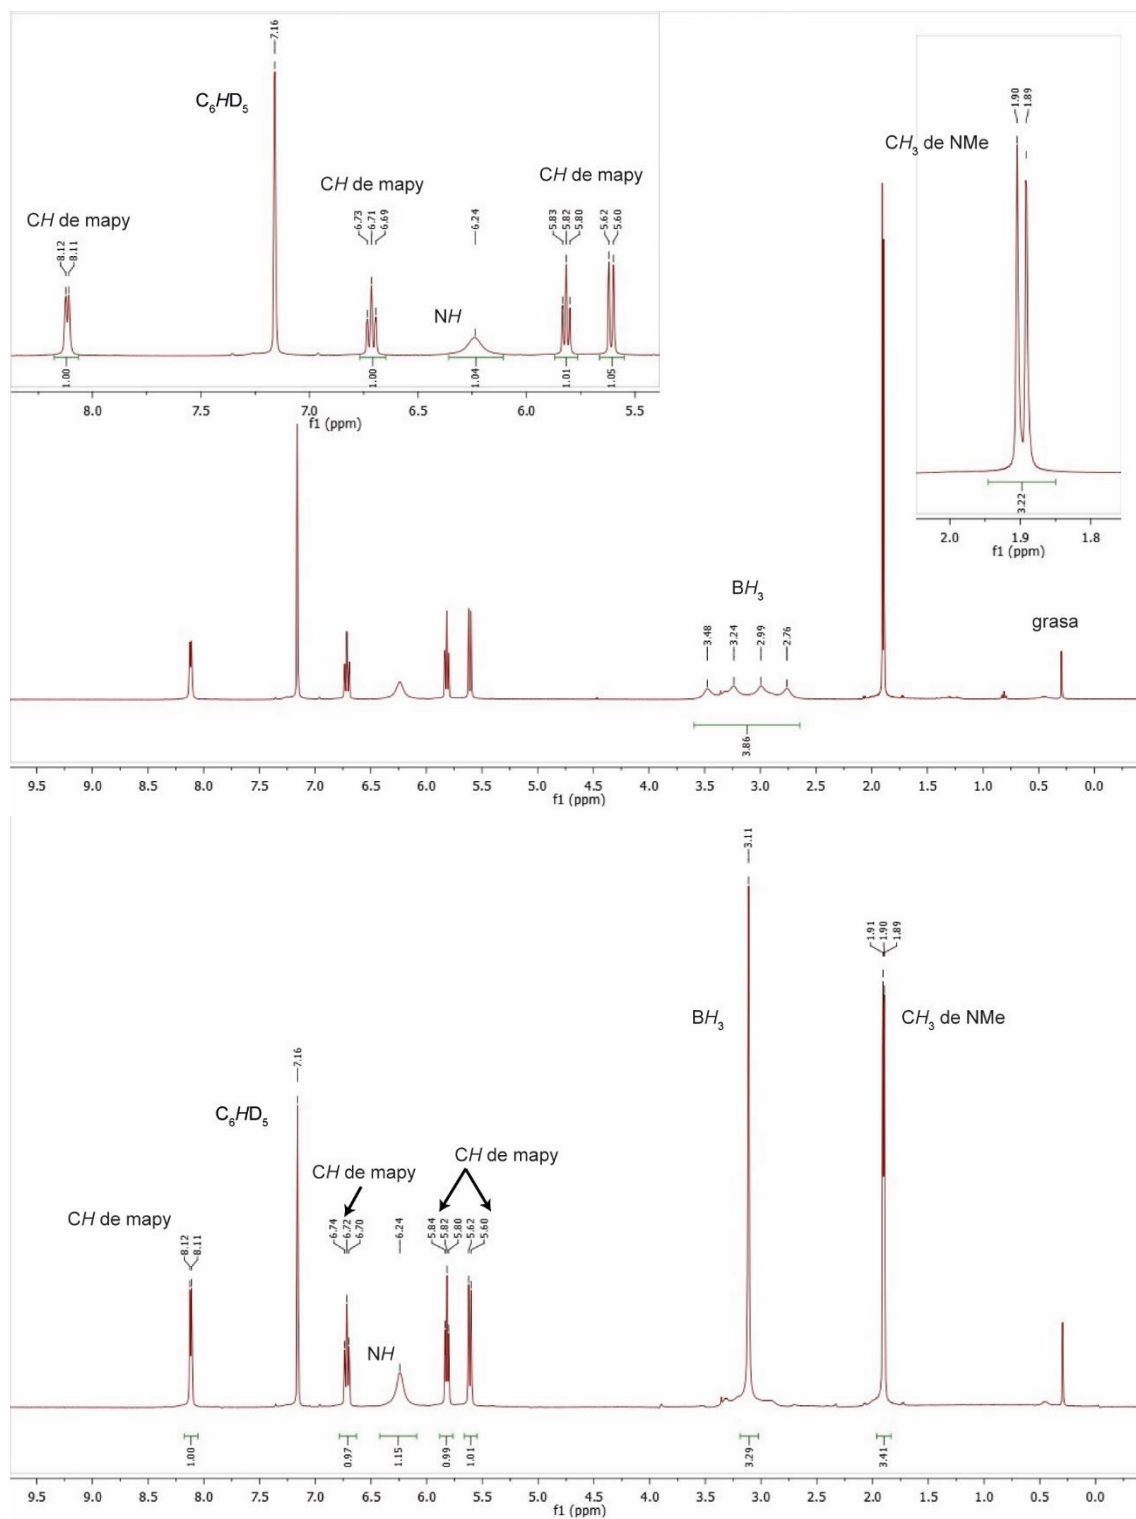 7.16
C₆HD₅
CH de mapy
8.12
8.11
CH de mapy
6.73
6.71
6.69
NH
6.24
CH de mapy
5.83
5.82
5.80
5.62
5.60
1.00
1.00
1.04
1.01
1.05
8.0 7.5 7.0 6.5 6.0 5.5
f1 (ppm)
CH₃ de NMe
1.90
1.89
3.22
2.0 1.9 1.8
f1 (ppm)
BH₃
3.48
3.24
2.99
2.76
3.86
grasa
9.5 9.0 8.5 8.0 7.5 7.0 6.5 6.0 5.5 5.0 4.5 4.0 3.5 3.0 2.5 2.0 1.5 1.0 0.5 0.0
f1 (ppm)
3.11
BH₃
1.91
1.90
1.89
CH₃ de NMe
7.16
C₆HD₅
CH de mapy
8.12
8.11
CH de mapy
6.74
6.72
6.70
NH
6.24
CH de mapy
5.84
5.82
5.80
5.62
5.60
1.00
0.97
1.15
0.99
1.01
3.29
3.41
9.5 9.0 8.5 8.0 7.5 7.0 6.5 6.0 5.5 5.0 4.5 4.0 3.5 3.0 2.5 2.0 1.5 1.0 0.5 0.0
f1 (ppm)